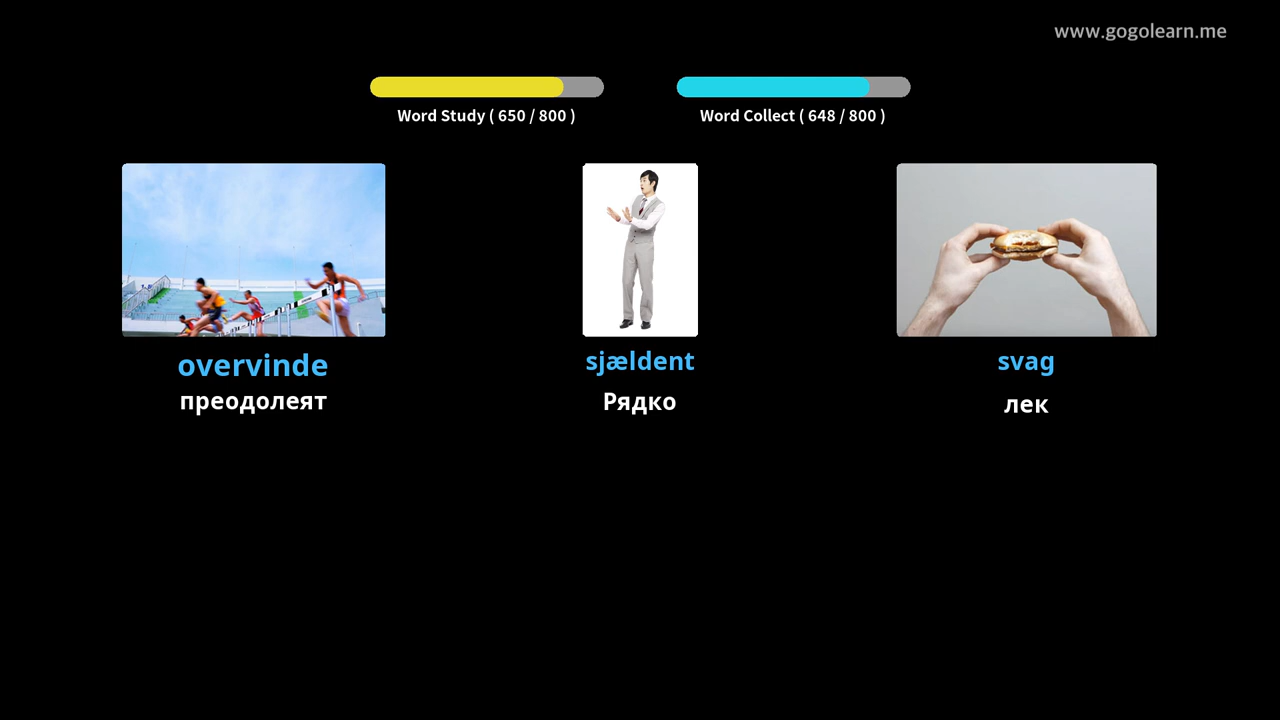 www.gogolearn.me
Word Study ( 650 / 800 )
Word Collect ( 648 / 800 )
overvinde
преодолеят
sjældent
Рядко
svag
лек